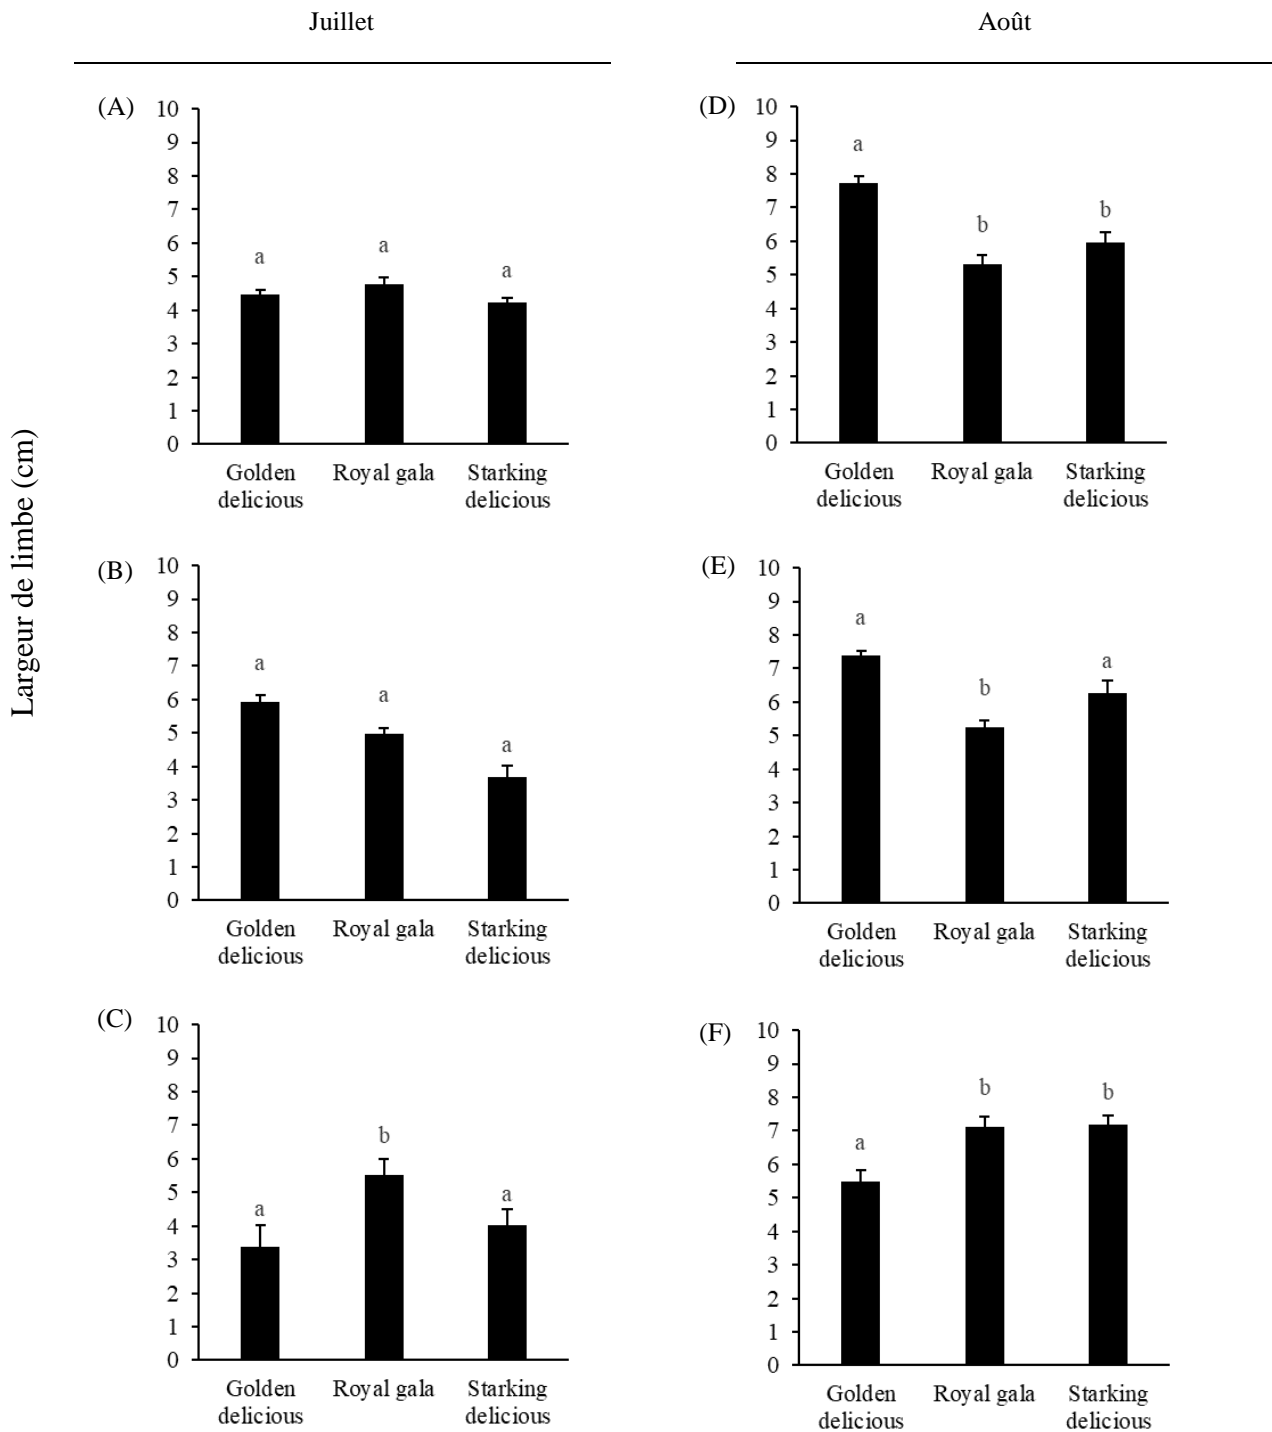 Juillet
Août
Largeur de limbe (cm)
(A)
10
9
8
7
6
5
4
3
2
1
0
a
a
a
Golden delicious
Royal gala
Starking delicious
(D)
10
9
8
7
6
5
4
3
2
1
0
a
b
b
Golden delicious
Royal gala
Starking delicious
(B)
10
9
8
7
6
5
4
3
2
1
0
a
a
a
Golden delicious
Royal gala
Starking delicious
(E)
10
9
8
7
6
5
4
3
2
1
0
a
b
a
Golden delicious
Royal gala
Starking delicious
(C)
10
9
8
7
6
5
4
3
2
1
0
a
b
a
Golden delicious
Royal gala
Starking delicious
(F)
10
9
8
7
6
5
4
3
2
1
0
a
b
b
Golden delicious
Royal gala
Starking delicious